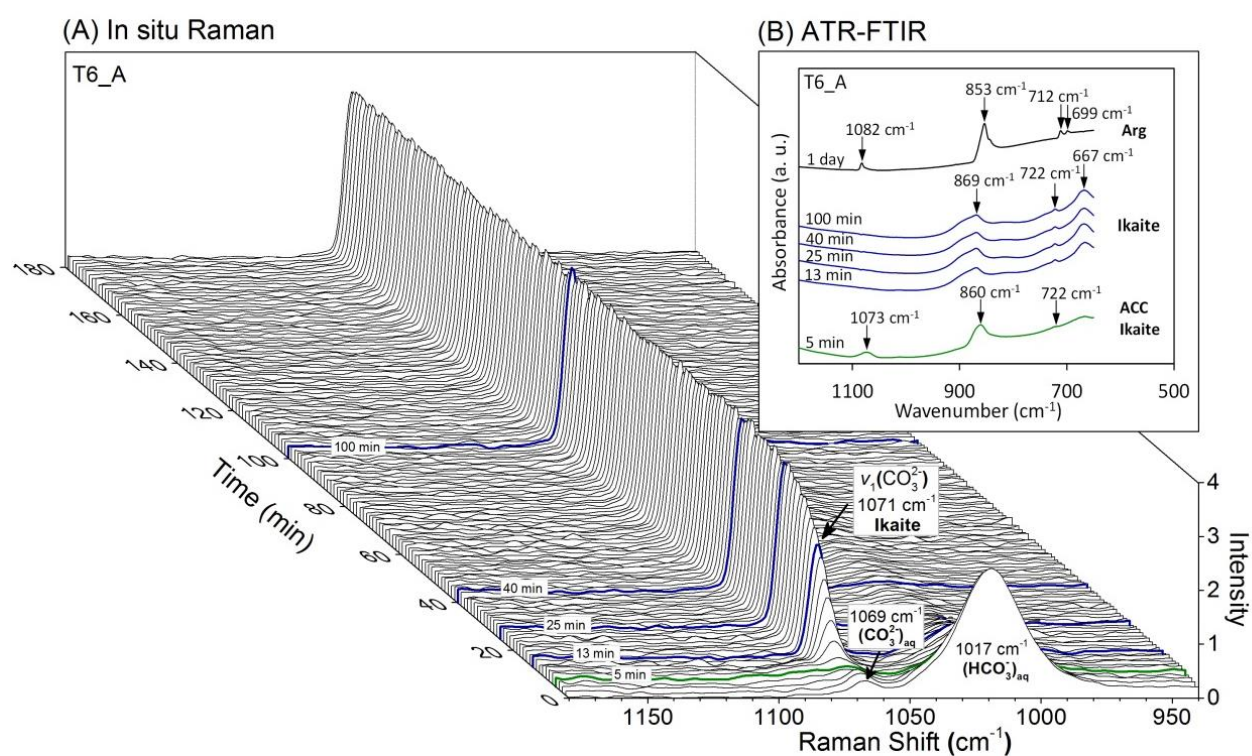 (A) In situ Raman
T6_A
180
160
140
120
100
80
60
40
20
0
Time (min)
100 min
40 min
25 min
13 min
5 min
ν₁(CO₃²⁻)
1071 cm⁻¹
Ikaite
1069 cm⁻¹
(CO₃²⁻)aq
1017 cm⁻¹
(HCO₃⁻)aq
4
3
2
1
0
Intensity
1150 1100 1050 1000 950
Raman Shift (cm⁻¹)
(B) ATR-FTIR
T6_A
853 cm⁻¹
712 cm⁻¹
699 cm⁻¹
1082 cm⁻¹
Arg
1 day
667 cm⁻¹
869 cm⁻¹
722 cm⁻¹
100 min
Ikaite
40 min
25 min
13 min
860 cm⁻¹
ACC
1073 cm⁻¹
722 cm⁻¹
Ikaite
5 min
Absorbance (a. u.)
1100 900 700 500
Wavenumber (cm⁻¹)